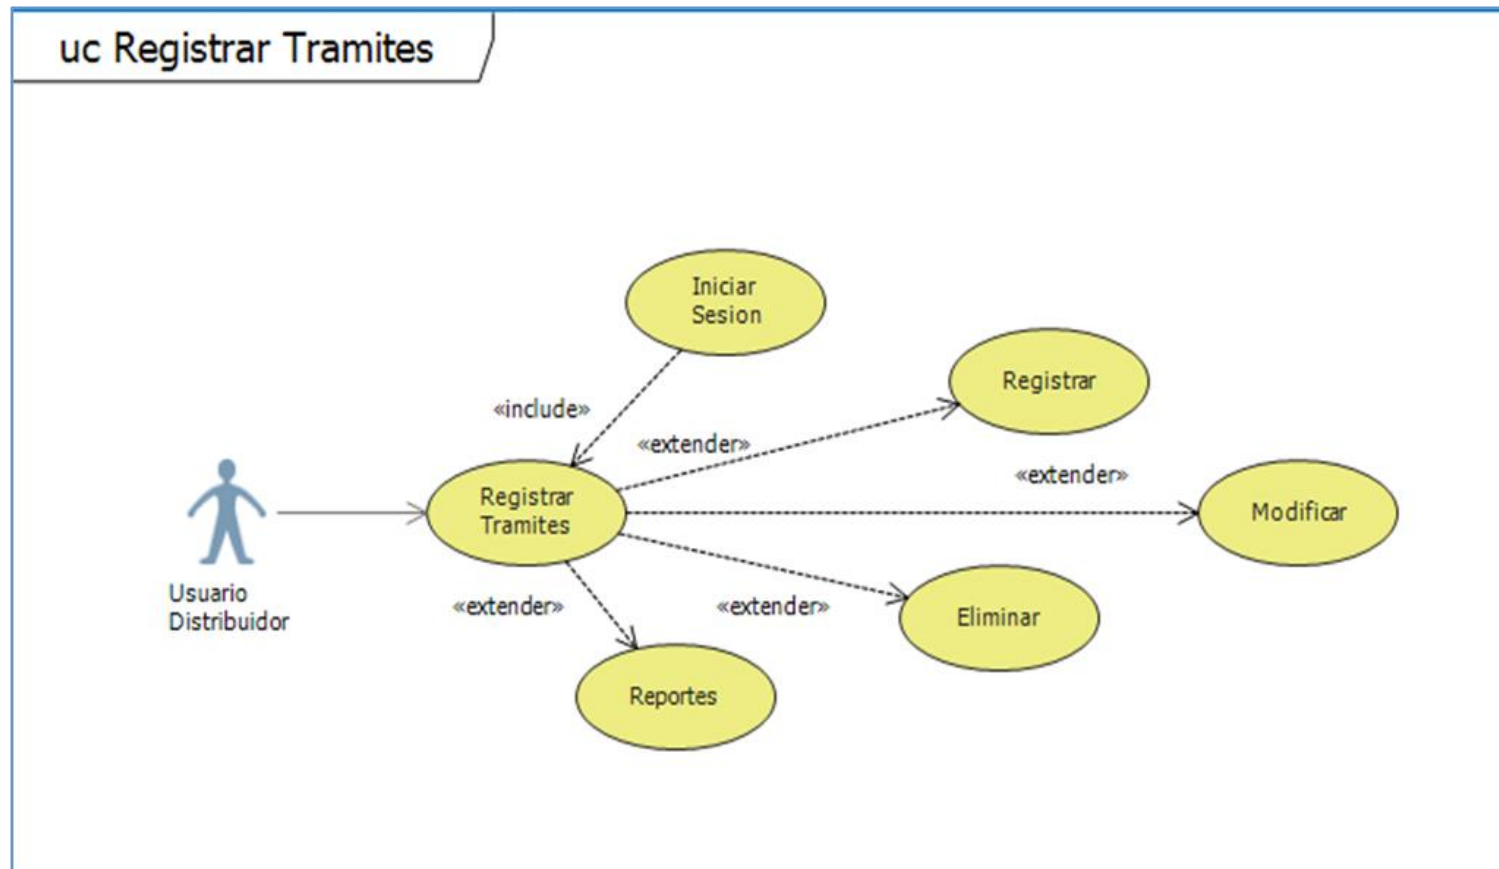 uc Registrar Tramites
Iniciar
Sesion
Registrar
«include»
«extender»
«extender»
Registrar
Tramites
Modificar
Usuario
Distribuidor
«extender»
«extender»
Eliminar
Reportes